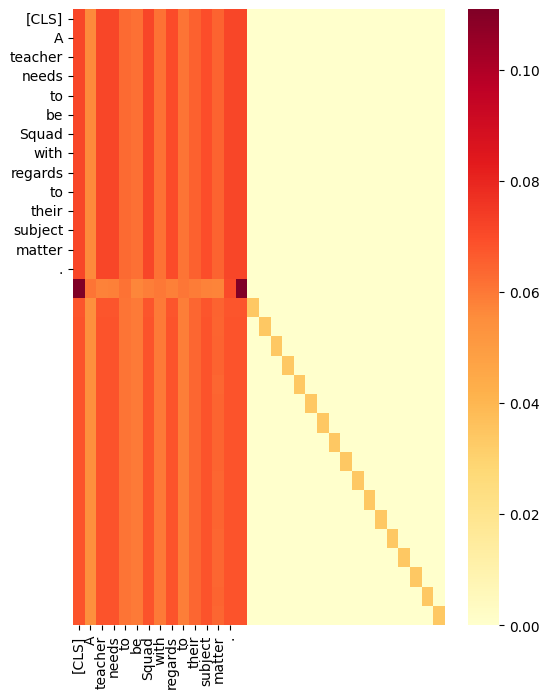 [CLS]
A
teacher
needs
to
be
Squad
with
regards
to
their
subject
matter
.
0.10
0.08
0.06
0.04
0.02
0.00
[CLS]
A
teacher
needs
to
be
Squad
with
regards
to
their
subject
matter
.